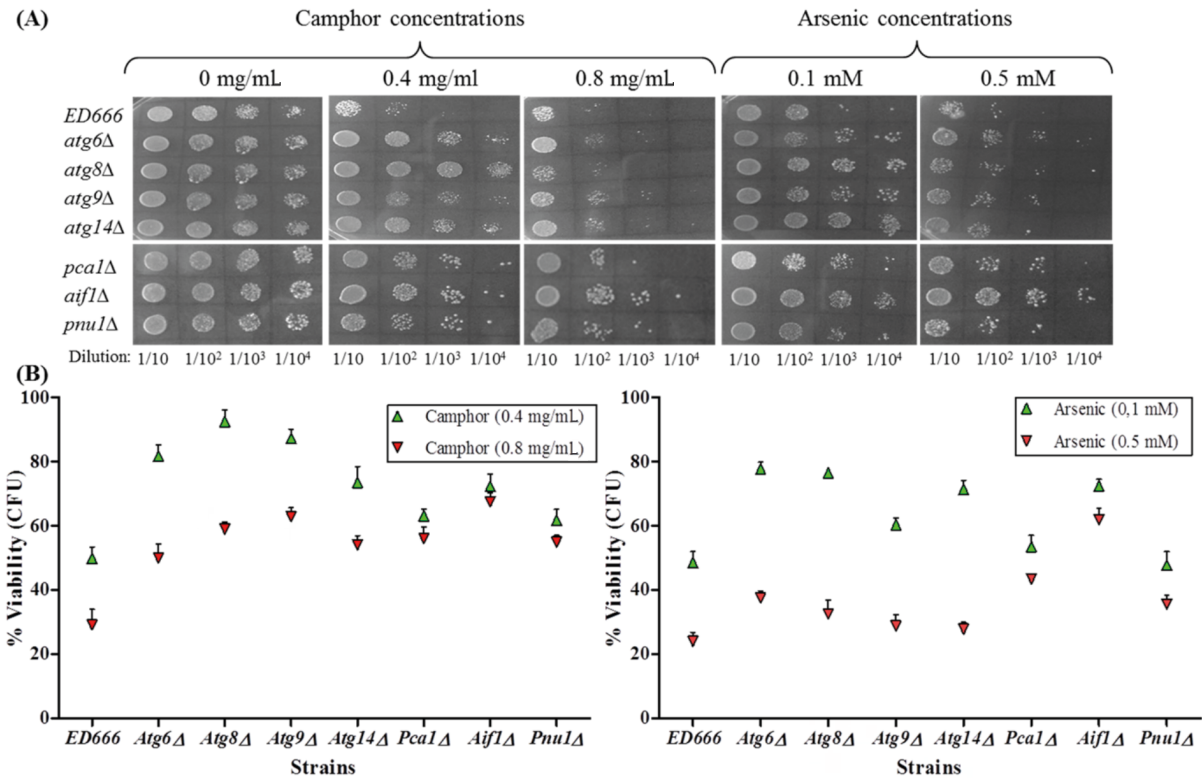 (A)
Camphor concentrations
Arsenic concentrations
0 mg/mL
0.4 mg/ml
0.8 mg/mL
0.1 mM
0.5 mM
ED666
atg6Δ
atg8Δ
atg9Δ
atg14Δ
pca1Δ
aif1Δ
pnu1Δ
Dilution: 1/10 1/10² 1/10³ 1/10⁴ 1/10 1/10² 1/10³ 1/10⁴ 1/10 1/10² 1/10³ 1/10⁴ 1/10 1/10² 1/10³ 1/10⁴ 1/10 1/10² 1/10³ 1/10⁴
(B)
% Viability (CFU)
100
80
60
40
20
0
Camphor (0.4 mg/mL)
Camphor (0.8 mg/mL)
ED666 Atg6Δ Atg8Δ Atg9Δ Atg14Δ Pca1Δ Aif1Δ Pnu1Δ
Strains
% Viability (CFU)
100
80
60
40
20
0
Arsenic (0,1 mM)
Arsenic (0.5 mM)
ED666 Atg6Δ Atg8Δ Atg9Δ Atg14Δ Pca1Δ Aif1Δ Pnu1Δ
Strains